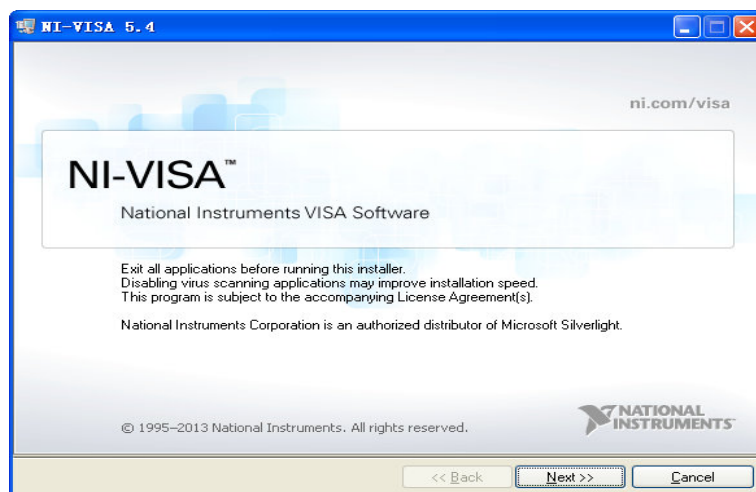 NI-VISA 5.4
ni.com/visa
NI-VISA™
National Instruments VISA Software
Exit all applications before running this installer.
Disabling virus scanning applications may improve installation speed.
This program is subject to the accompanying License Agreement(s).
National Instruments Corporation is an authorized distributor of Microsoft Silverlight.
© 1995–2013 National Instruments. All rights reserved.
NATIONAL
INSTRUMENTS™
<< Back Next >> Cancel